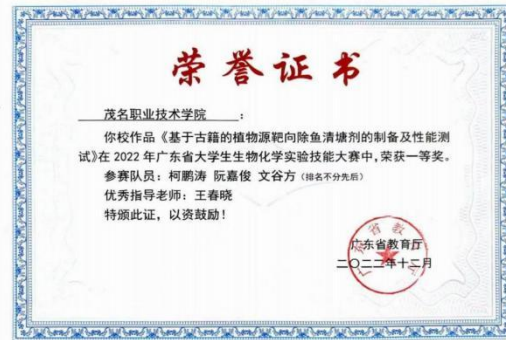 荣誉证书
茂名职业技术学院 :
你校作品《基于古籍的植物源靶向除鱼清塘剂的制备及性能测
试》在 2022 年广东省大学生生物化学实验技能大赛中,荣获一等奖。
参赛队员：柯鹏涛 阮嘉俊 文谷方（排名不分先后）
优秀指导老师：王春晓
特颁此证，以资鼓励！
广东省教育厅
二〇二二年十二月